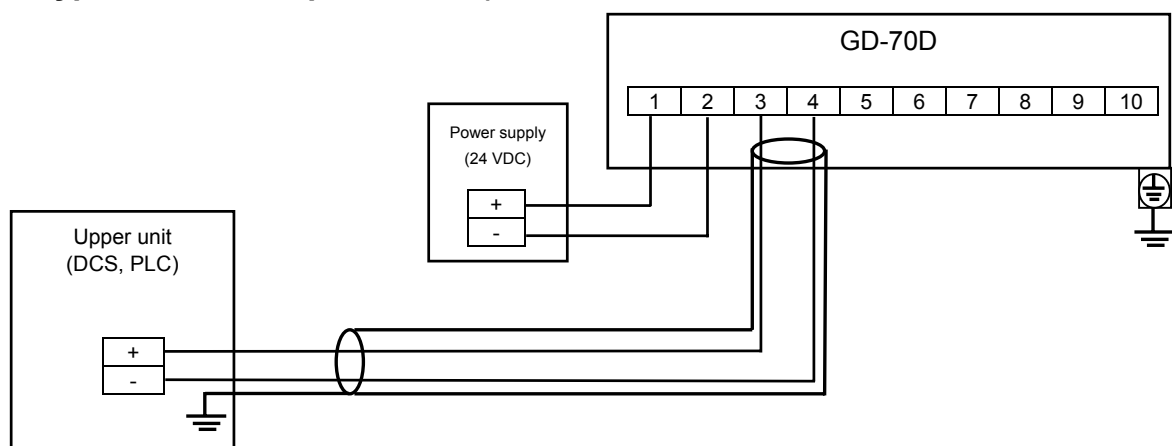 GD-70D
1 2 3 4 5 6 7 8 9 10
Power supply
(24 VDC)
+
-
Upper unit
(DCS, PLC)
+
-